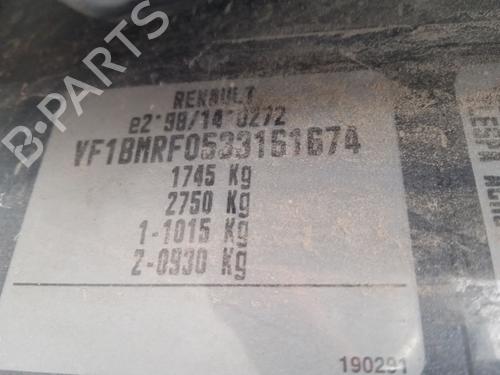 RENAULT
e2*98/14*0272
VF1BMRF0533161674
1745 Kg
2750 Kg
1-1015 Kg
2-0930 Kg
190291
B-PARTS